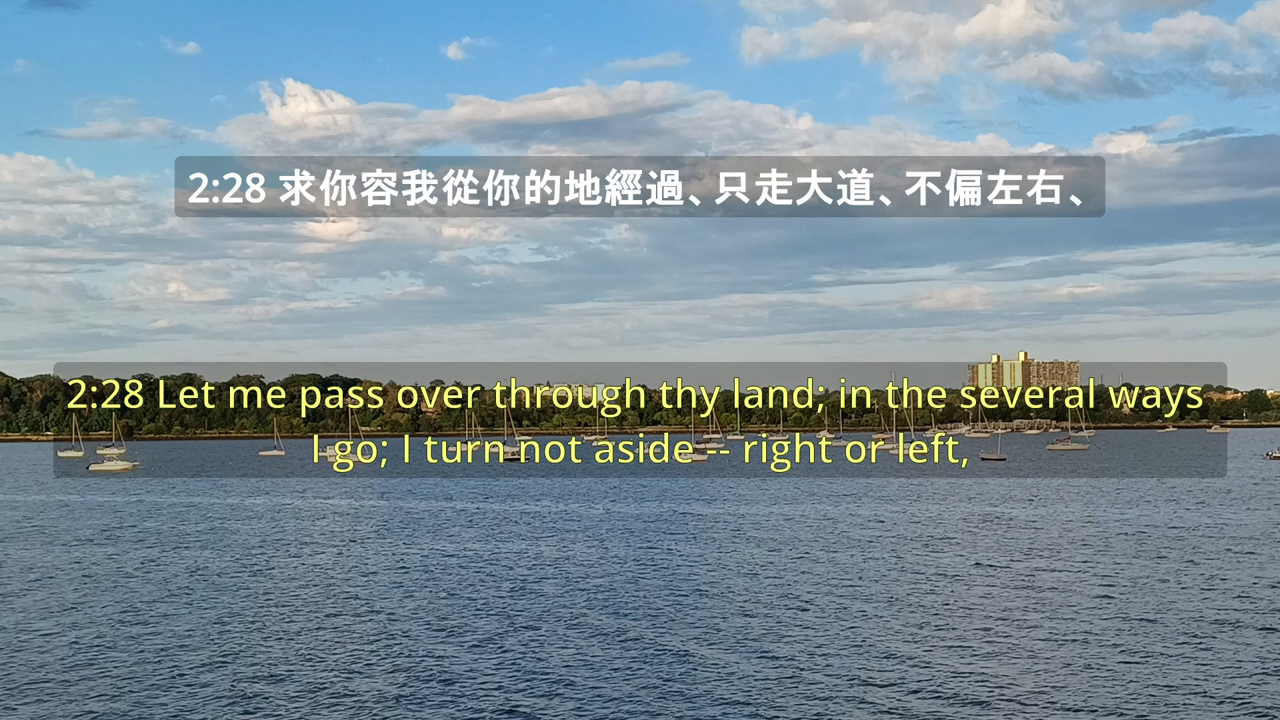 2:28 求你容我從你的地經過、只走大道、不偏左右、
2:28 Let me pass over through thy land; in the several ways
I go; I turn not aside -- right or left,